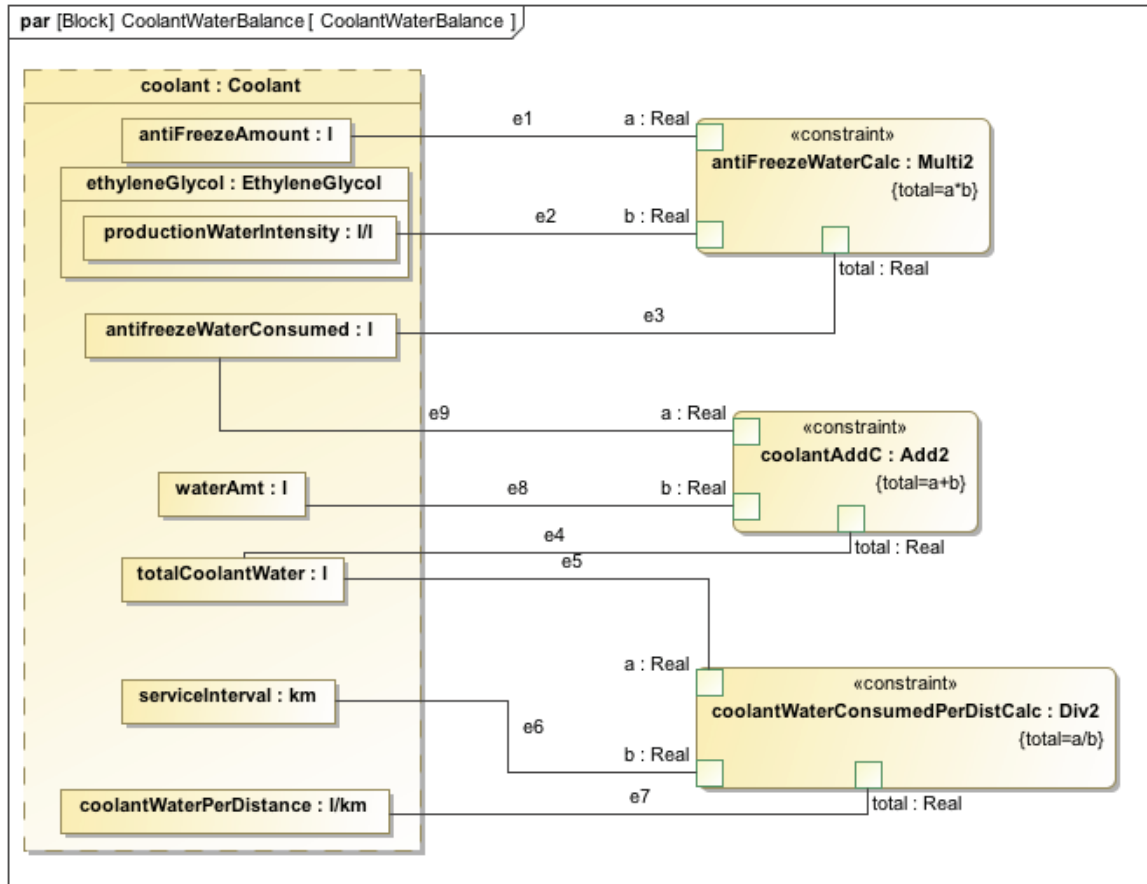 par [Block] CoolantWaterBalance [ CoolantWaterBalance ]
coolant : Coolant
antiFreezeAmount : l
e1
a : Real
«constraint»
antiFreezeWaterCalc : Multi2
{total=a*b}
ethyleneGlycol : EthyleneGlycol
productionWaterIntensity : l/l
e2
b : Real
total : Real
antifreezeWaterConsumed : l
e3
e9
a : Real
«constraint»
coolantAddC : Add2
{total=a+b}
waterAmt : l
e8
b : Real
e4
total : Real
totalCoolantWater : l
e5
a : Real
«constraint»
coolantWaterConsumedPerDistCalc : Div2
{total=a/b}
serviceInterval : km
e6
b : Real
coolantWaterPerDistance : l/km
e7
total : Real